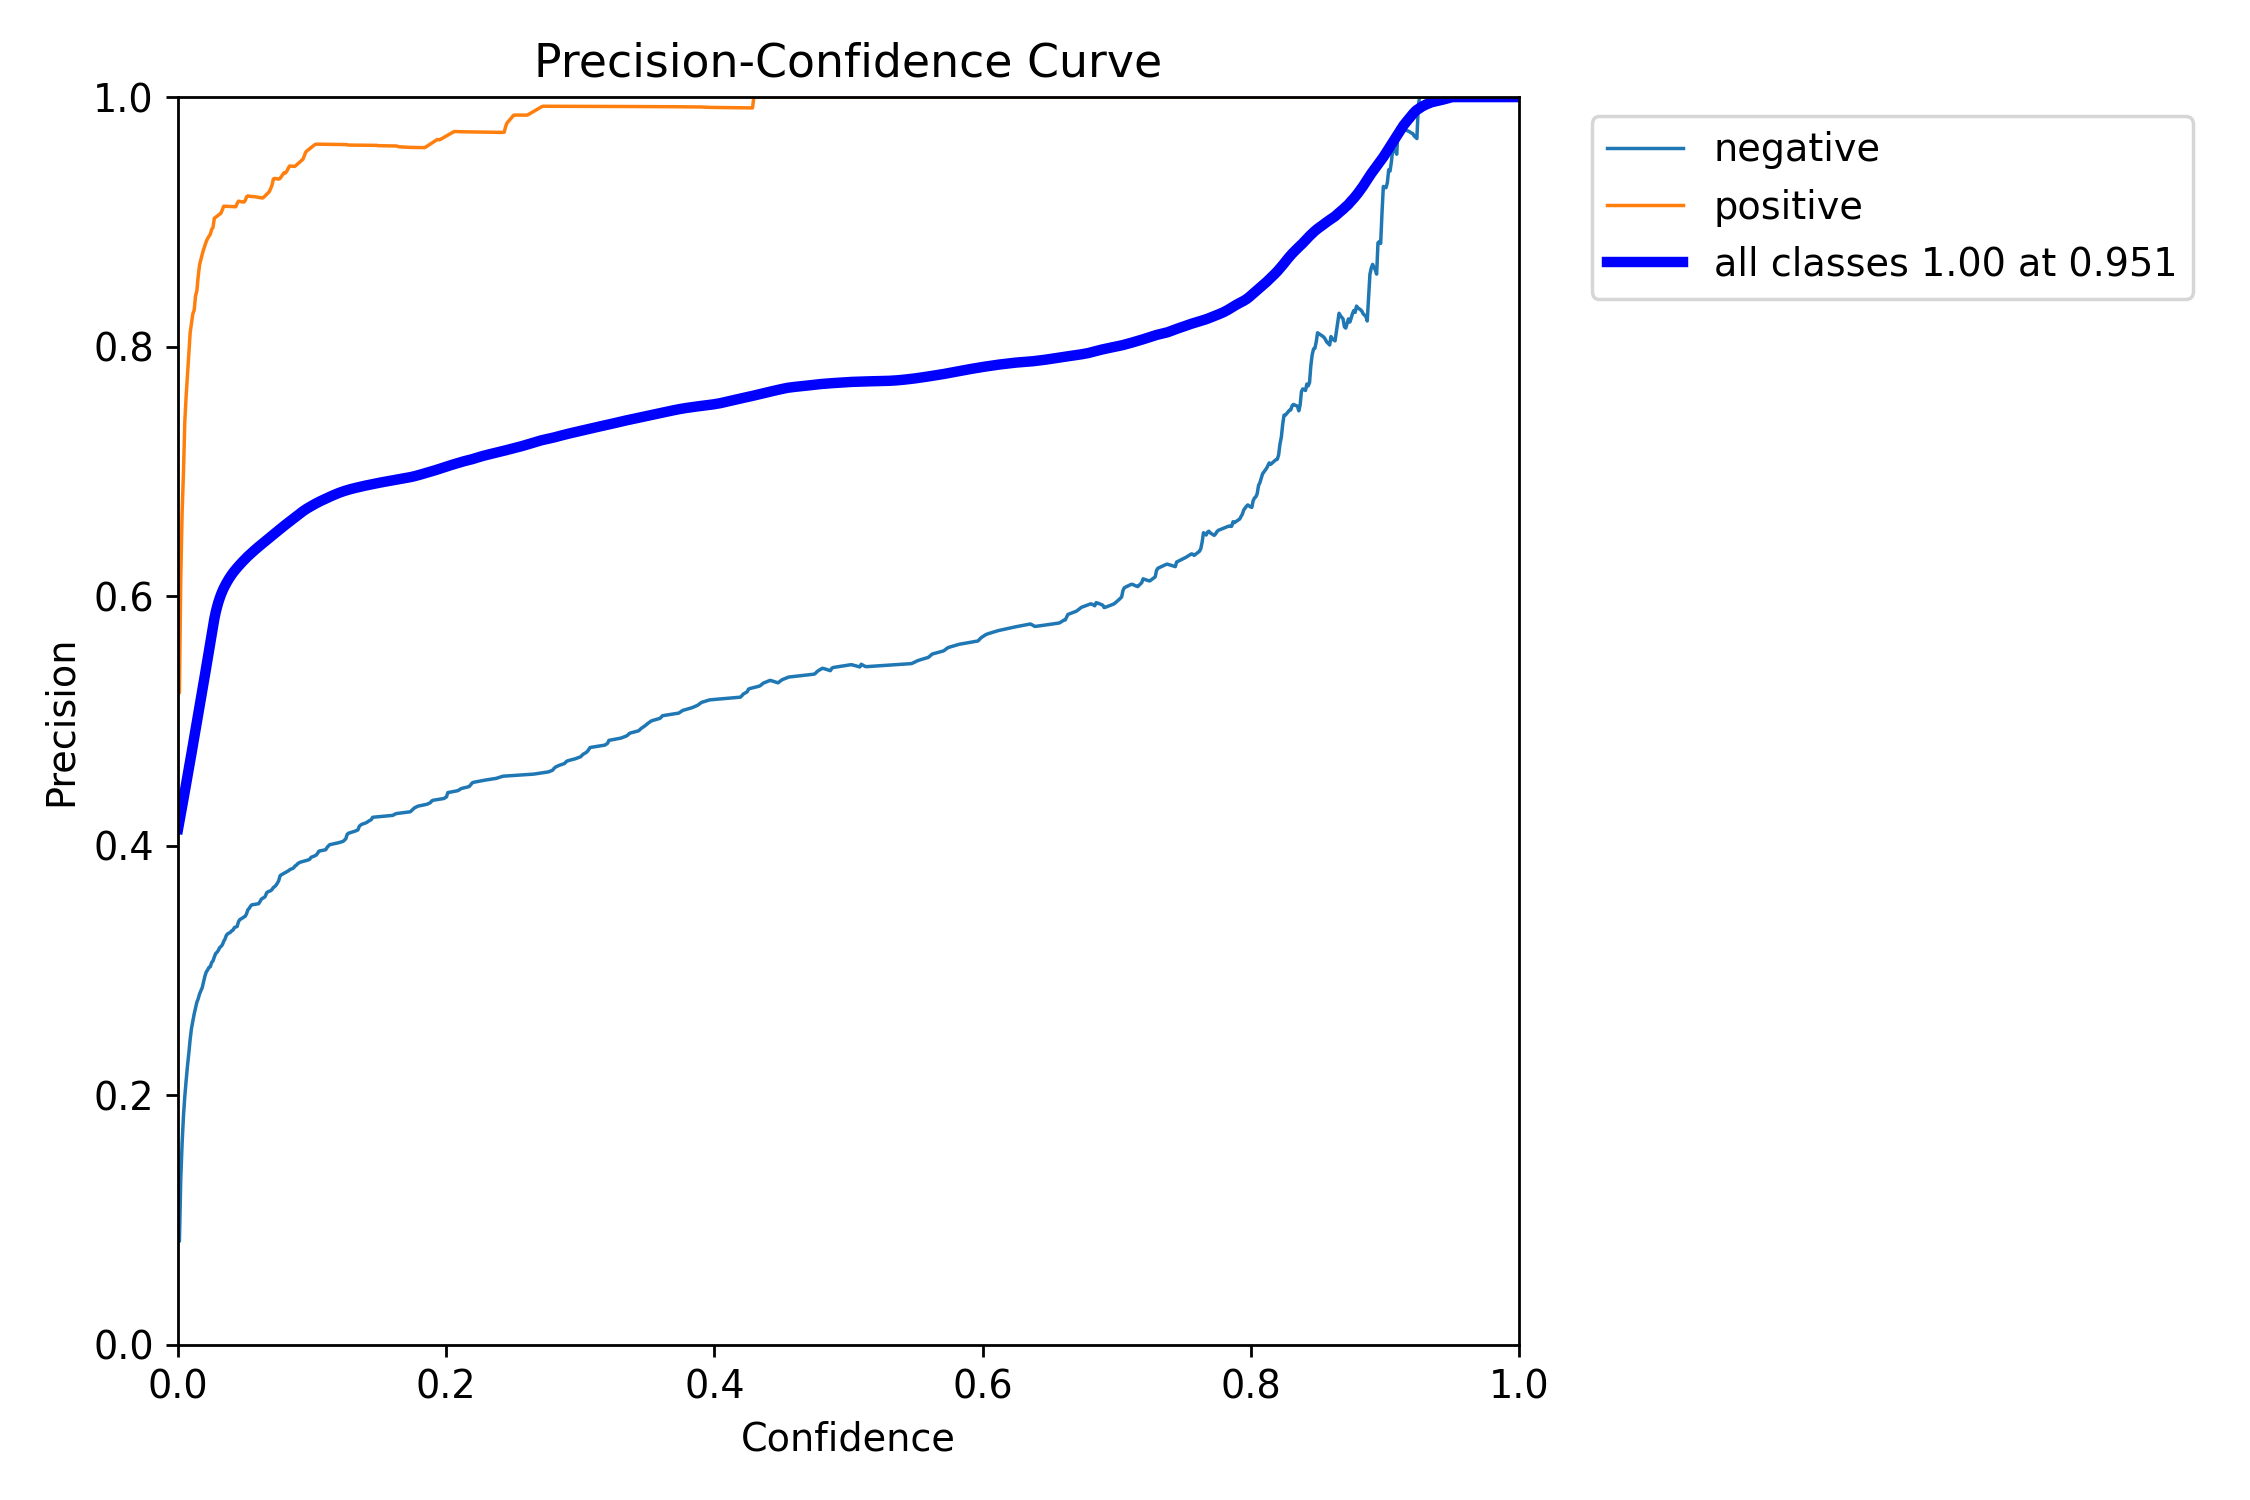 Precision-Confidence Curve
1.0
0.8
0.6
0.4
0.2
0.0
Precision
0.0 0.2 0.4 0.6 0.8 1.0
Confidence
negative
positive
all classes 1.00 at 0.951